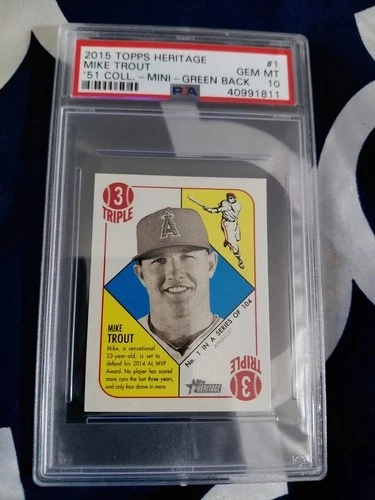 2015 TOPPS HERITAGE #1
MIKE TROUT GEM MT
'51 COLL.-MINI-GREEN BACK 10
PSA 40991811
3
TRIPLE
A
MIKE
TROUT
Mike, a sensational
23-year-old, is set to
defend his 2014 AL MVP
Award. No player has scored
more runs the last three years,
and only four drove in more.
No. 1 IN A SERIES OF 104
ANGELS
Topps
HERITAGE
3
TRIPLE